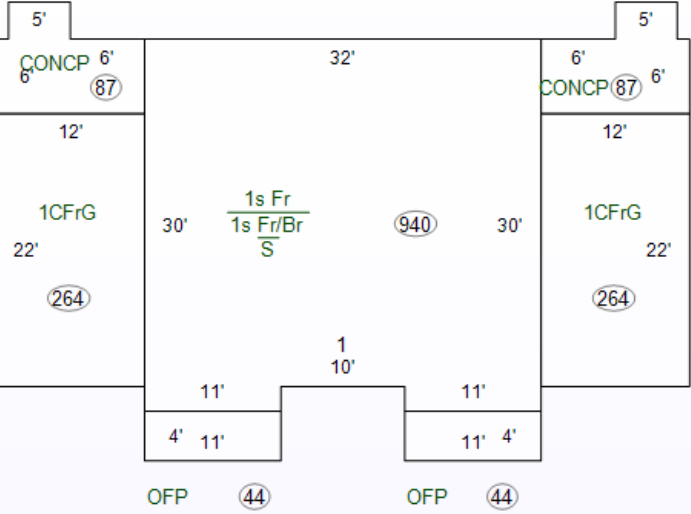 5'
5'
CONCP 6'
32'
6'
6'
87
CONCP 87 6'
12'
12'
1CFrG
1s Fr
1s Fr/Br
S
30'
940
30'
1CFrG
22'
22'
264
264
1
10'
11'
11'
4' 11'
11' 4'
OFP 44
OFP 44